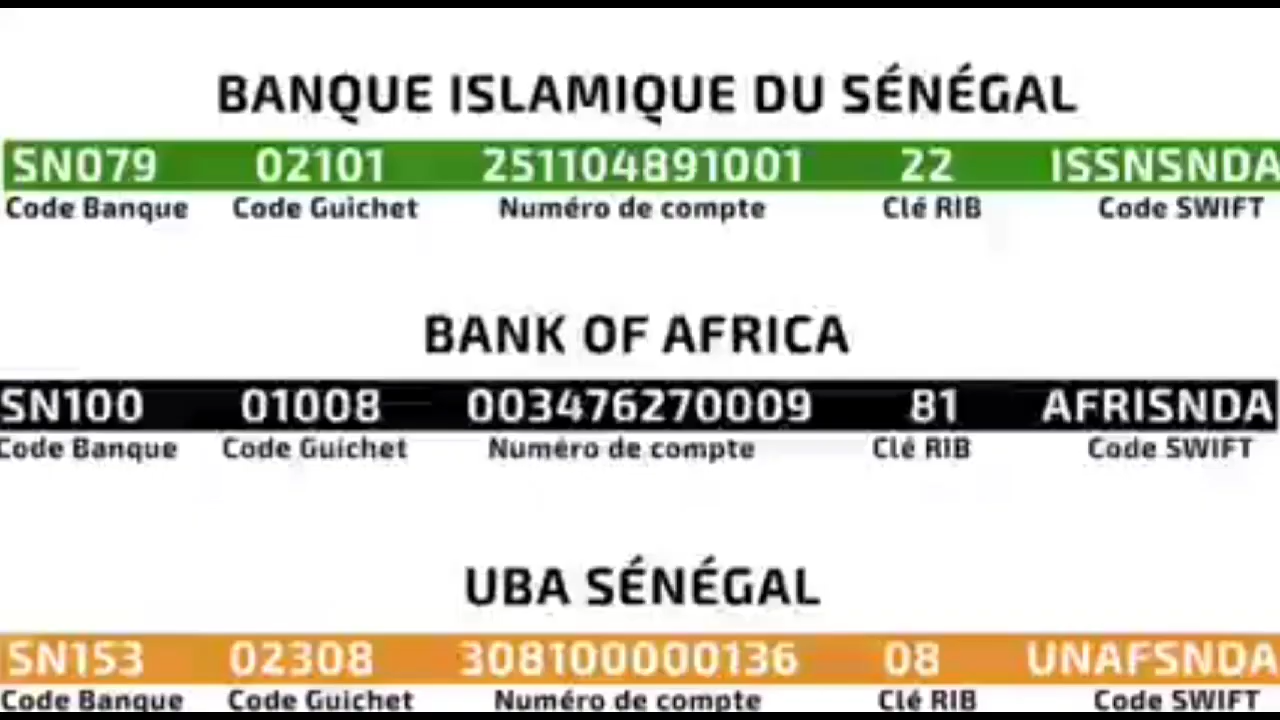 BANQUE ISLAMIQUE DU SÉNÉGAL
SN079 02101 251104891001 22 ISSNSNDA
Code Banque Code Guichet Numéro de compte Clé RIB Code SWIFT
BANK OF AFRICA
SN100 01008 003476270009 81 AFRISNDA
Code Banque Code Guichet Numéro de compte Clé RIB Code SWIFT
UBA SÉNÉGAL
SN153 02308 308100000136 08 UNAFSNDA
Code Banque Code Guichet Numéro de compte Clé RIB Code SWIFT